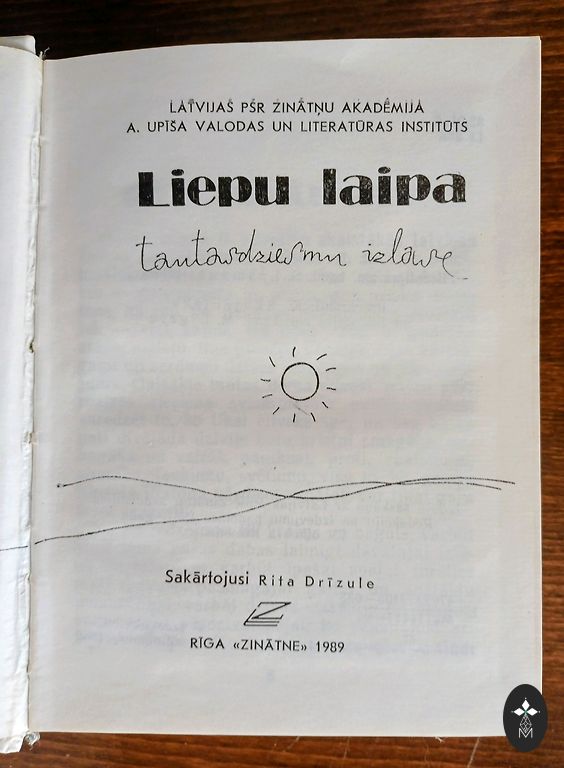 LATVIJAS PSR ZINĀTŅU AKADĒMIJA
A. UPĪŠA VALODAS UN LITERATŪRAS INSTITŪTS
Liepu laipa
tautasdziesmu izlase
Sakārtojusi Rita Drīzule
RĪGA «ZINĀTNE» 1989
M